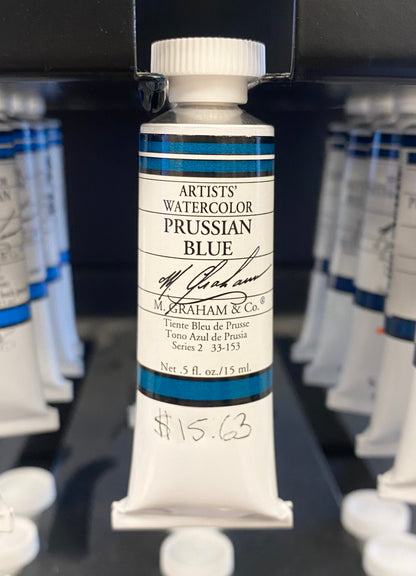 ARTISTS'
WATERCOLOR
PRUSSIAN
BLUE
M. Graham
M. GRAHAM & Co.®
Tiente Bleu de Prusse
Tono Azul de Prusia
Series 2 33-153
Net .5 fl. oz./15 ml.
$15.63